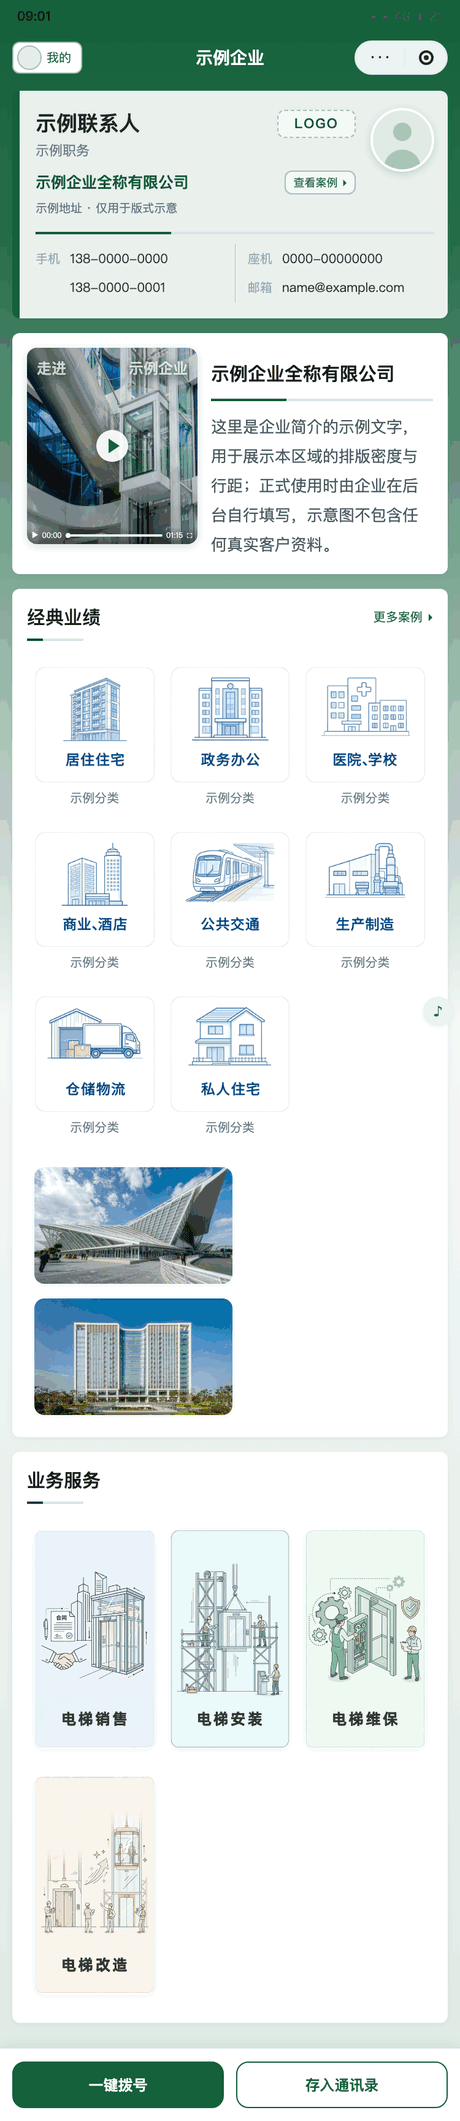 09:01
我的
示例企业
示例联系人
LOGO
示例职务
示例企业全称有限公司
查看案例
示例地址 · 仅用于版式示意
手机 138-0000-0000
座机 0000-00000000
138-0000-0001
邮箱 name@example.com
走进 示例企业
00:00 01:15
示例企业全称有限公司
这里是企业简介的示例文字，
用于展示本区域的排版密度与
行距；正式使用时由企业在后
台自行填写，示意图不包含任
何真实客户资料。
经典业绩
更多案例
居住住宅
政务办公
医院、学校
示例分类
示例分类
示例分类
商业、酒店
公共交通
生产制造
示例分类
示例分类
示例分类
仓储物流
私人住宅
示例分类
示例分类
业务服务
合同
电梯销售
电梯安装
电梯维保
电梯改造
一键拨号
存入通讯录